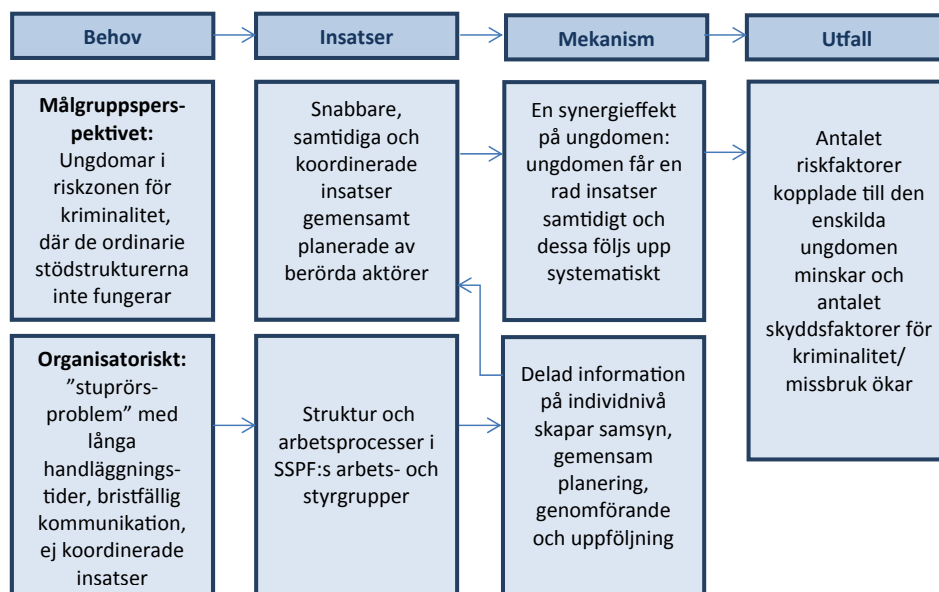 Behov
Insatser
Mekanism
Utfall
Målgruppspers-
pektivet:
Ungdomar i
riskzonen för
kriminalitet,
där de ordinarie
stödstrukturerna
inte fungerar
Snabbare,
samtidiga och
koordinerade
insatser
gemensamt
planerade av
berörda aktörer
En synergieffekt
på ungdomen:
ungdomen får en
rad insatser
samtidigt och
dessa följs upp
systematiskt
Antalet
riskfaktorer
kopplade till den
enskilda
ungdomen
minskar och
antalet
skyddsfaktorer för
kriminalitet/
missbruk ökar
Organisatoriskt:
”stuprörs-
problem” med
långa
handläggnings-
tider, bristfällig
kommunikation,
ej koordinerade
insatser
Struktur och
arbetsprocesser i
SSPF:s arbets- och
styrgrupper
Delad information
på individnivå
skapar samsyn,
gemensam
planering,
genomförande
och uppföljning